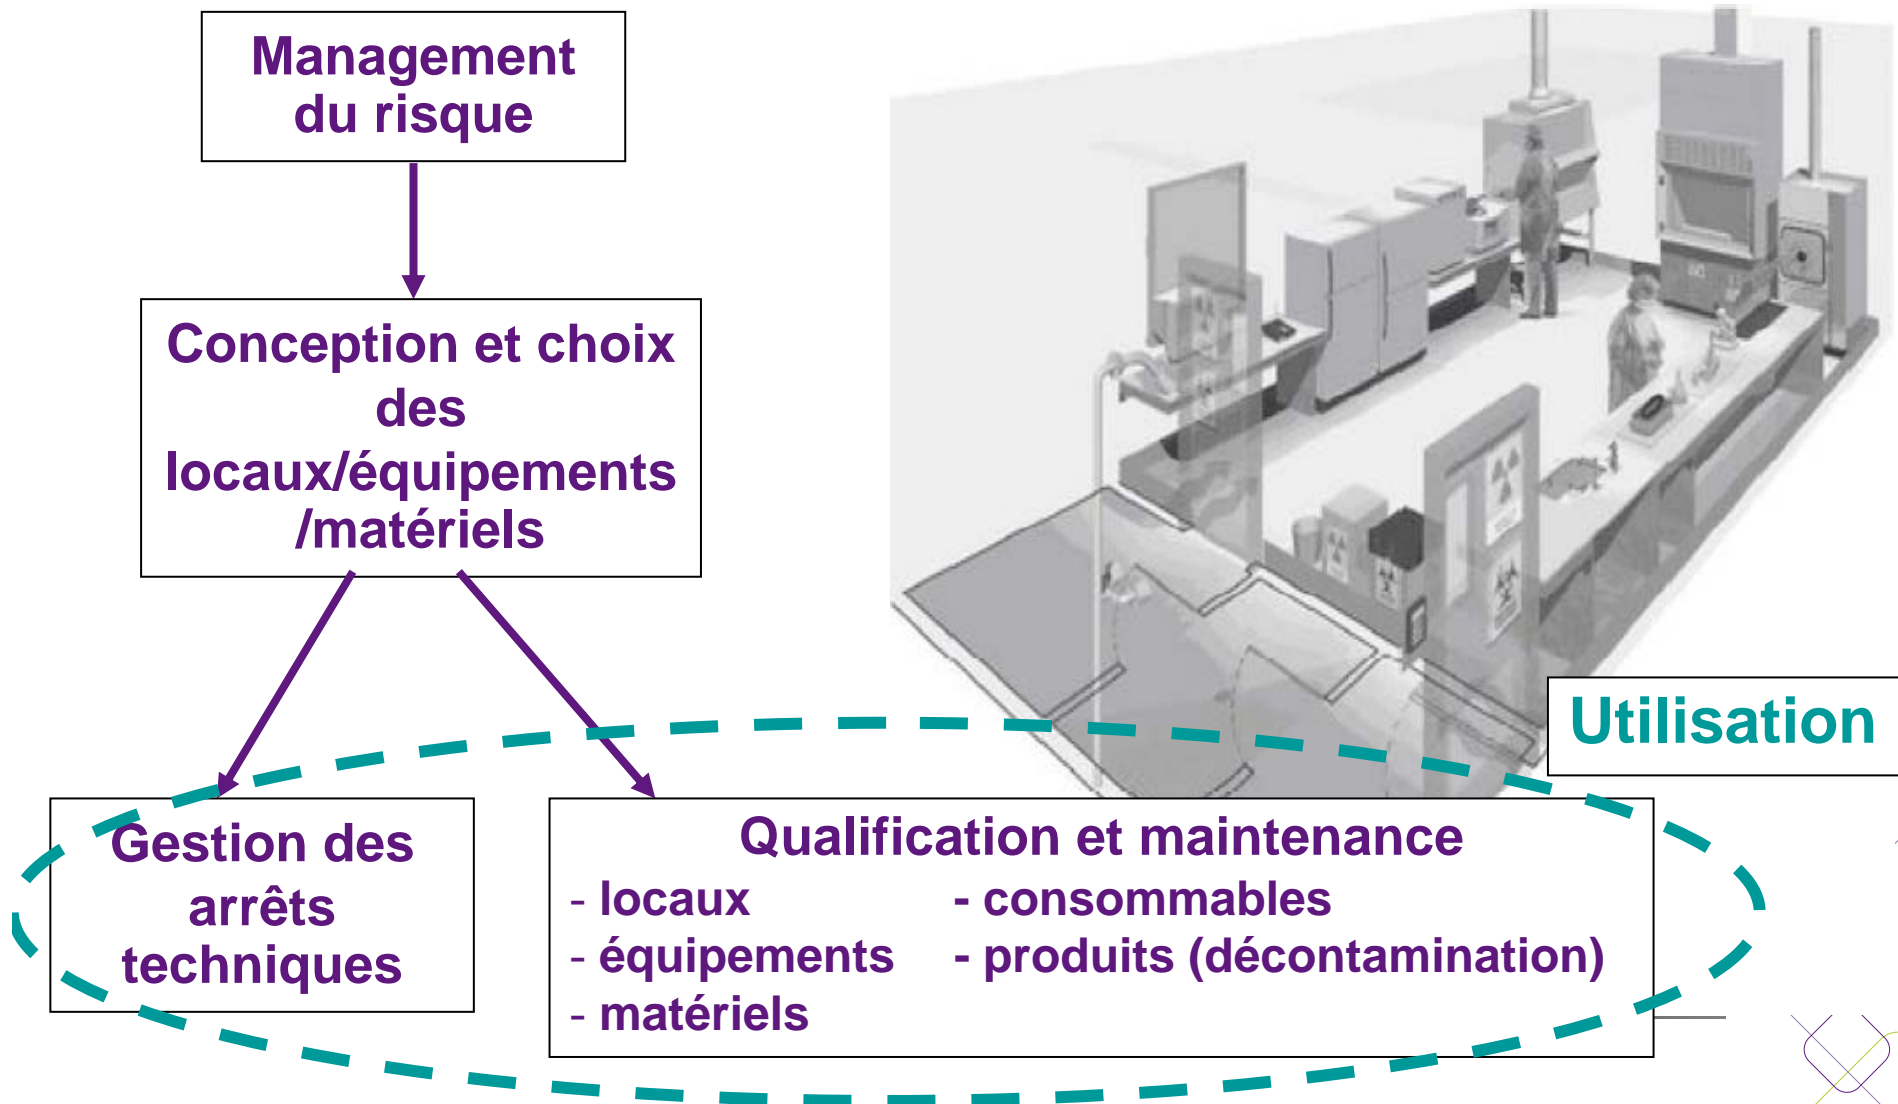 Management
du risque
Conception et choix
des
locaux/équipements
/matériels
Utilisation
Gestion des
arrêts
techniques
Qualification et maintenance
- locaux
- équipements
- matériels
- consommables
- produits (décontamination)